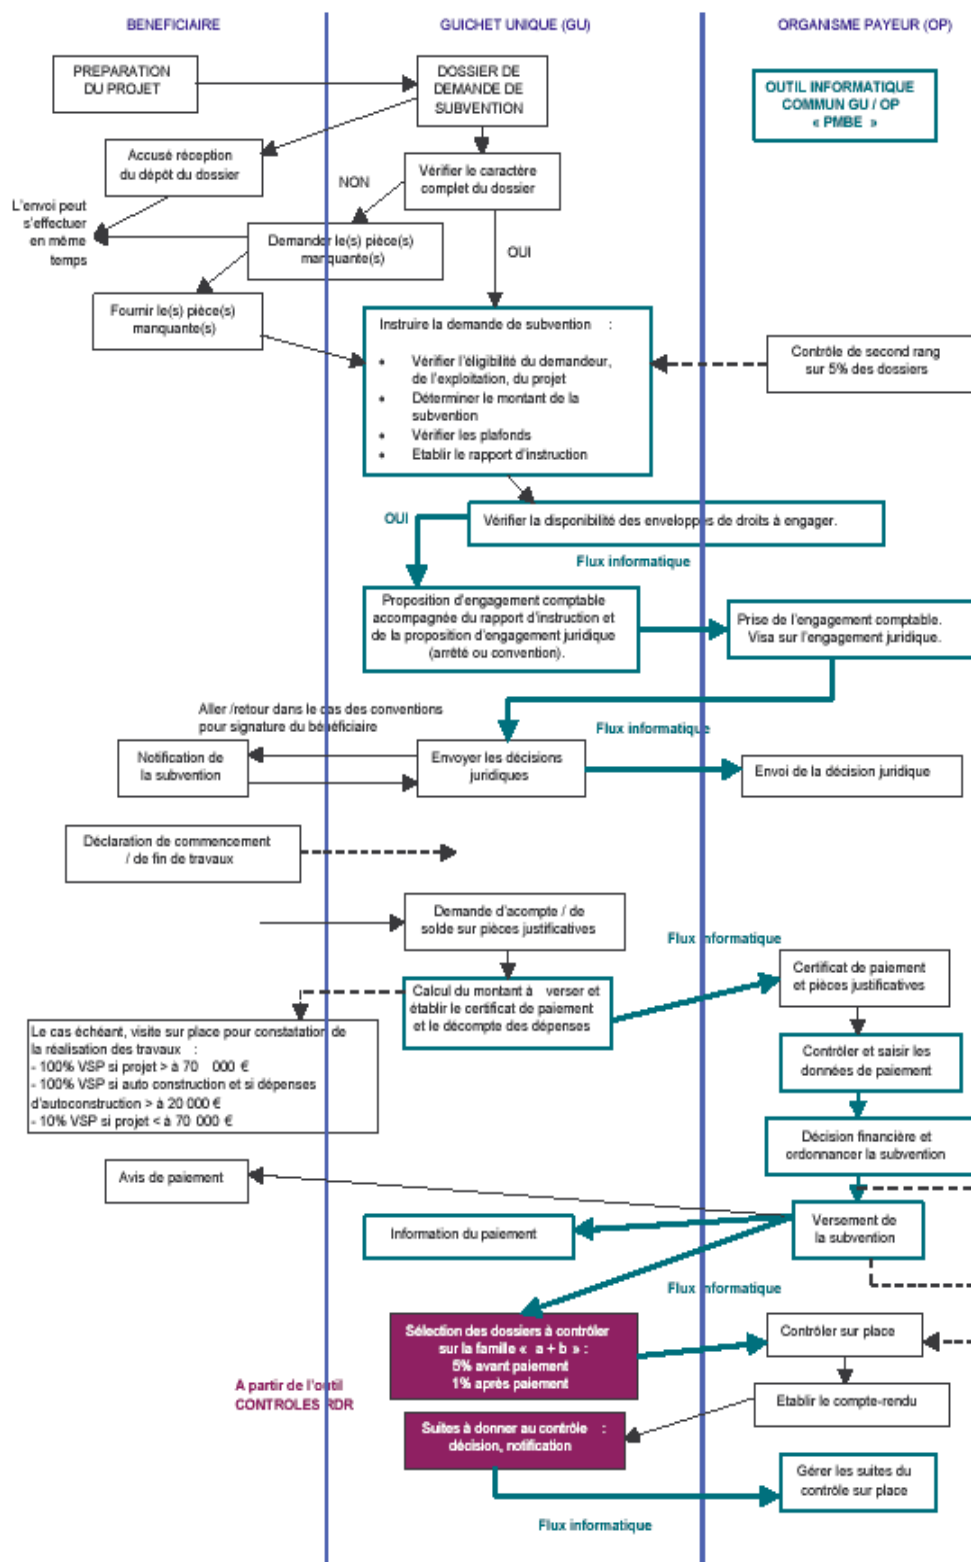 BENEFICIAIRE
GUICHET UNIQUE (GU)
ORGANISME PAYEUR (OP)
PREPARATION
DU PROJET
DOSSIER DE
DEMANDE DE
SUBVENTION
OUTIL INFORMATIQUE
COMMUN GU / OP
« PMBE »
Accusé réception
du dépôt du dossier
Vérifier le caractère
complet du dossier
NON
L'envoi peut
s'effectuer
en même
temps
Demander le(s) pièce(s)
manquante(s)
OUI
Fournir le(s) pièce(s)
manquante(s)
Instruire la demande de subvention :
• Vérifier l'éligibilité du demandeur,
de l'exploitation, du projet
• Déterminer le montant de la
subvention
• Vérifier les plafonds
• Etablir le rapport d'instruction
Contrôle de second rang
sur 5% des dossiers
OUI
Vérifier la disponibilité des enveloppes de droits à engager.
Flux informatique
Proposition d'engagement comptable
accompagnée du rapport d'instruction et
de la proposition d'engagement juridique
(arrêté ou convention).
Prise de l'engagement comptable.
Visa sur l'engagement juridique.
Aller /retour dans le cas des conventions
pour signature du bénéficiaire
Flux informatique
Notification de
la subvention
Envoyer les décisions
juridiques
Envoi de la décision juridique
Déclaration de commencement
/ de fin de travaux
Demande d'acompte / de
solde sur pièces justificatives
Flux informatique
Certificat de paiement
et pièces justificatives
Calcul du montant à verser et
établir le certificat de paiement
et le décompte des dépenses
Le cas échéant, visite sur place pour constatation de
la réalisation des travaux :
- 100% VSP si projet > à 70 000 €
- 100% VSP si auto construction et si dépenses
d'autoconstruction > à 20 000 €
- 10% VSP si projet < à 70 000 €
Contrôler et saisir les
données de paiement
Décision financière et
ordonnancer la subvention
Avis de paiement
Information du paiement
Versement de
la subvention
Flux informatique
Sélection des dossiers à contrôler
sur la famille « a + b » :
5% avant paiement
1% après paiement
Contrôler sur place
A partir de l'outil
CONTROLES RDR
Etablir le compte-rendu
Suites à donner au contrôle :
décision, notification
Gérer les suites du
contrôle sur place
Flux informatique